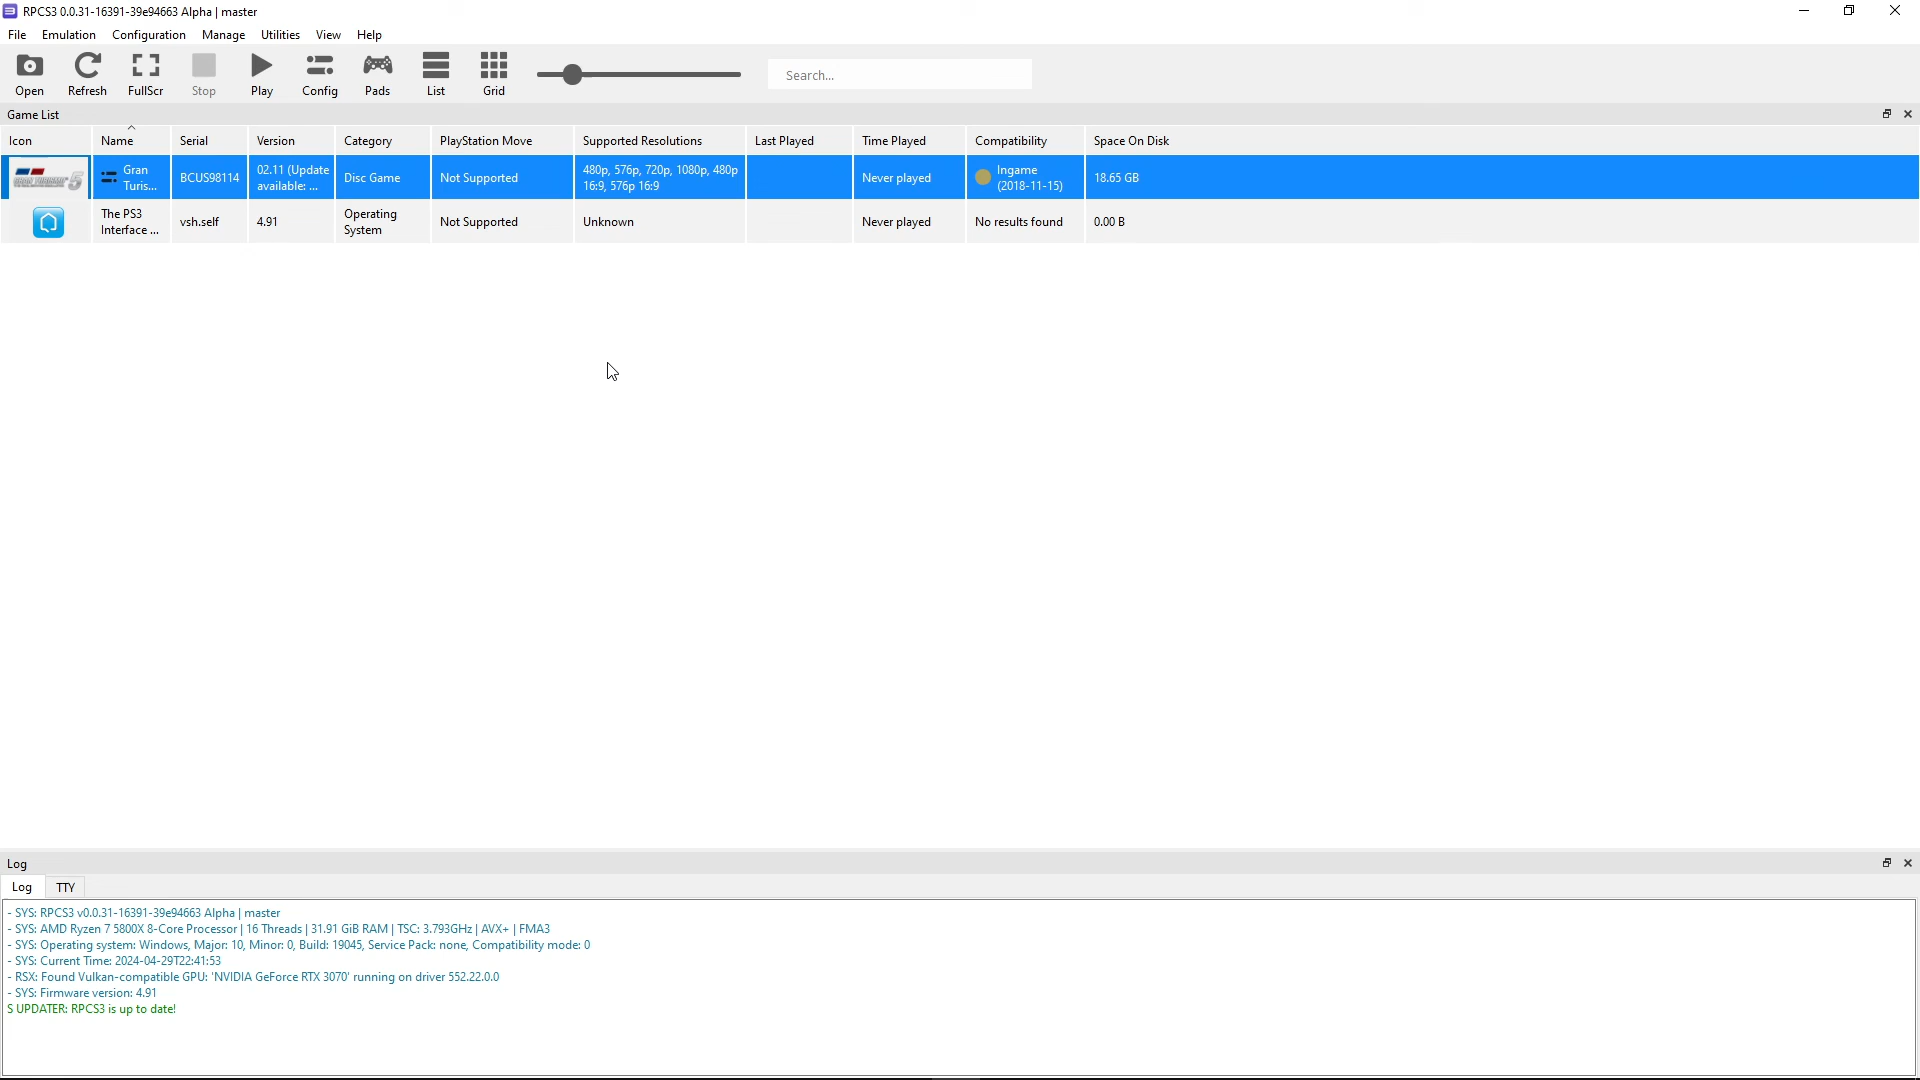 RPCS3 0.0.31-16391-39e94663 Alpha | master
File Emulation Configuration Manage Utilities View Help
Open Refresh FullScr Stop Play Config Pads List Grid Search...
Game List
Icon Name Serial Version Category PlayStation Move Supported Resolutions Last Played Time Played Compatibility Space On Disk
GRAN TURISMO 5
Gran
Turis...
BCUS98114
02.11 (Update
available: ...
Disc Game
Not Supported
480p, 576p, 720p, 1080p, 480p
16:9, 576p 16:9
Never played
Ingame
(2018-11-15)
18.65 GB
The PS3
Interface ...
vsh.self
4.91
Operating
System
Not Supported
Unknown
Never played
No results found
0.00 B
Log
Log TTY
- SYS: RPCS3 v0.0.31-16391-39e94663 Alpha | master
- SYS: AMD Ryzen 7 5800X 8-Core Processor | 16 Threads | 31.91 GiB RAM | TSC: 3.793GHz | AVX+ | FMA3
- SYS: Operating system: Windows, Major: 10, Minor: 0, Build: 19045, Service Pack: none, Compatibility mode: 0
- SYS: Current Time: 2024-04-29T22:41:53
- RSX: Found Vulkan-compatible GPU: 'NVIDIA GeForce RTX 3070' running on driver 552.22.0.0
- SYS: Firmware version: 4.91
S UPDATER: RPCS3 is up to date!